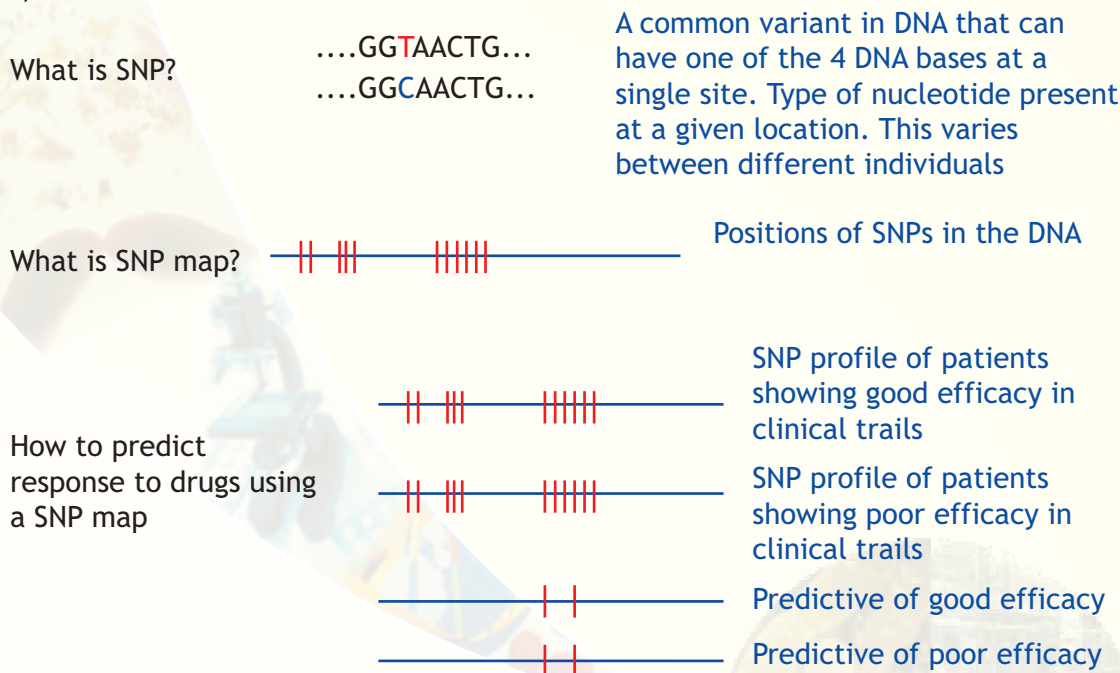 What is SNP?
....GGTAACTG...
....GGCAACTG...
A common variant in DNA that can
have one of the 4 DNA bases at a
single site. Type of nucleotide present
at a given location. This varies
between different individuals
What is SNP map?
Positions of SNPs in the DNA
How to predict
response to drugs using
a SNP map
SNP profile of patients
showing good efficacy in
clinical trails
SNP profile of patients
showing poor efficacy in
clinical trails
Predictive of good efficacy
Predictive of poor efficacy